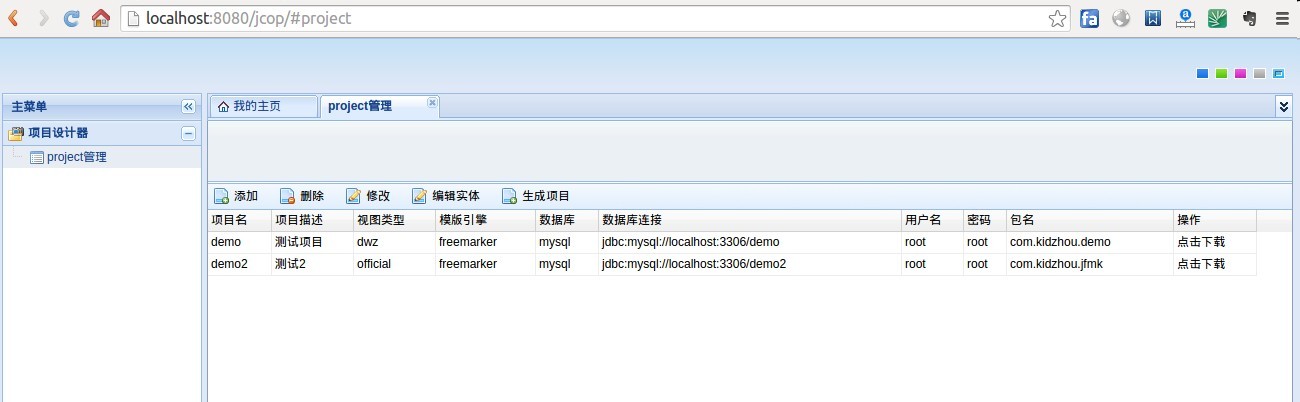 localhost:8080/jcop/#project
主菜单
我的主页 project管理
项目设计器
project管理
添加 删除 修改 编辑实体 生成项目
项目名 项目描述 视图类型 模版引擎 数据库 数据库连接 用户名 密码 包名 操作
demo 测试项目 dwz freemarker mysql jdbc:mysql://localhost:3306/demo root root com.kidzhou.demo 点击下载
demo2 测试2 official freemarker mysql jdbc:mysql://localhost:3306/demo2 root root com.kidzhou.jfmk 点击下载